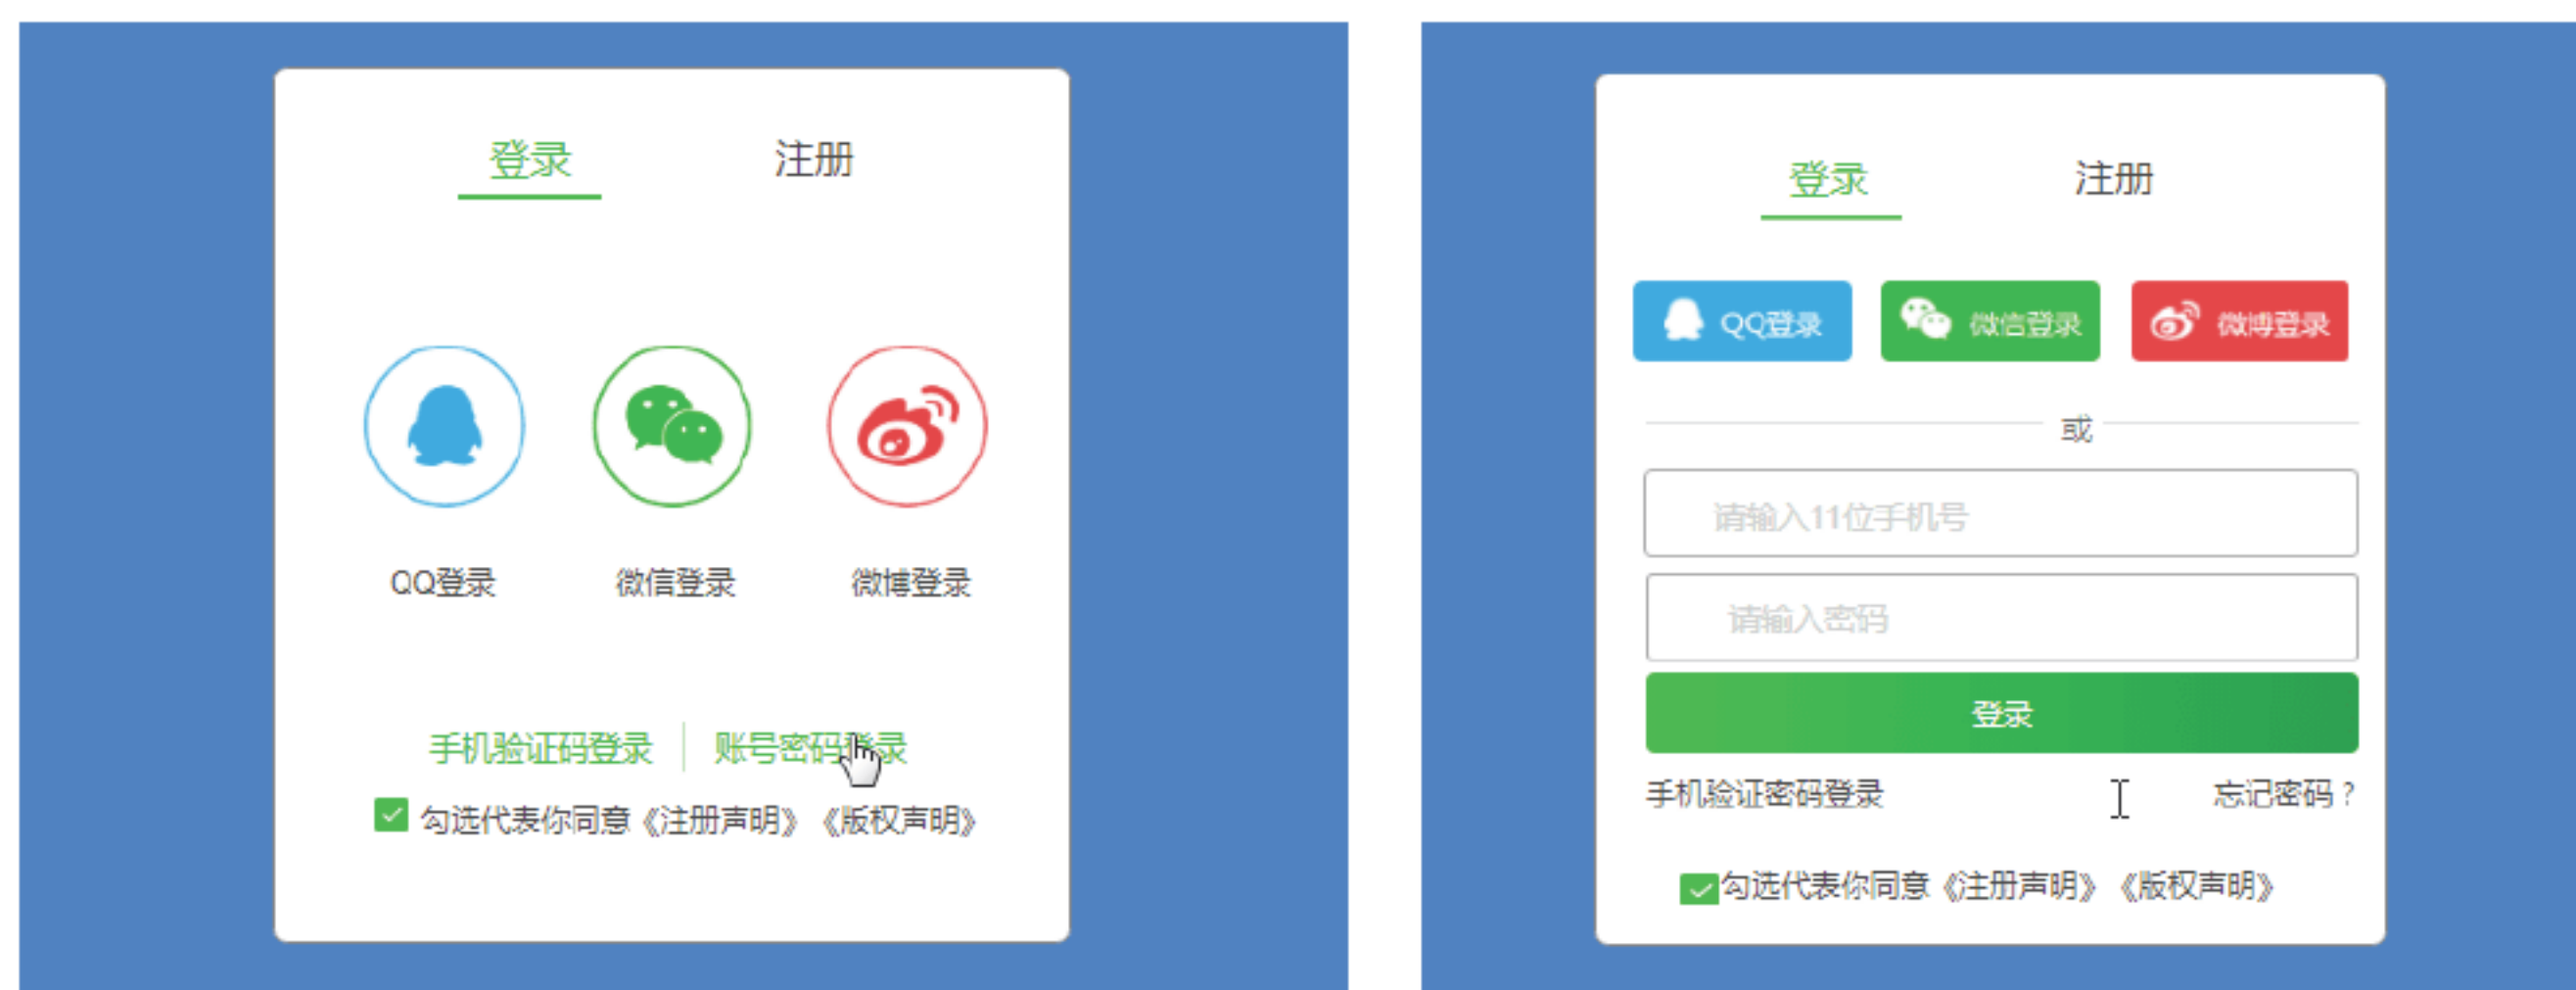 登录 注册
QQ登录 微信登录 微博登录
手机验证码登录 账号密码登录
勾选代表你同意《注册声明》《版权声明》
登录 注册
QQ登录 微信登录 微博登录
或
请输入11位手机号
请输入密码
登录
手机验证密码登录 忘记密码？
勾选代表你同意《注册声明》《版权声明》